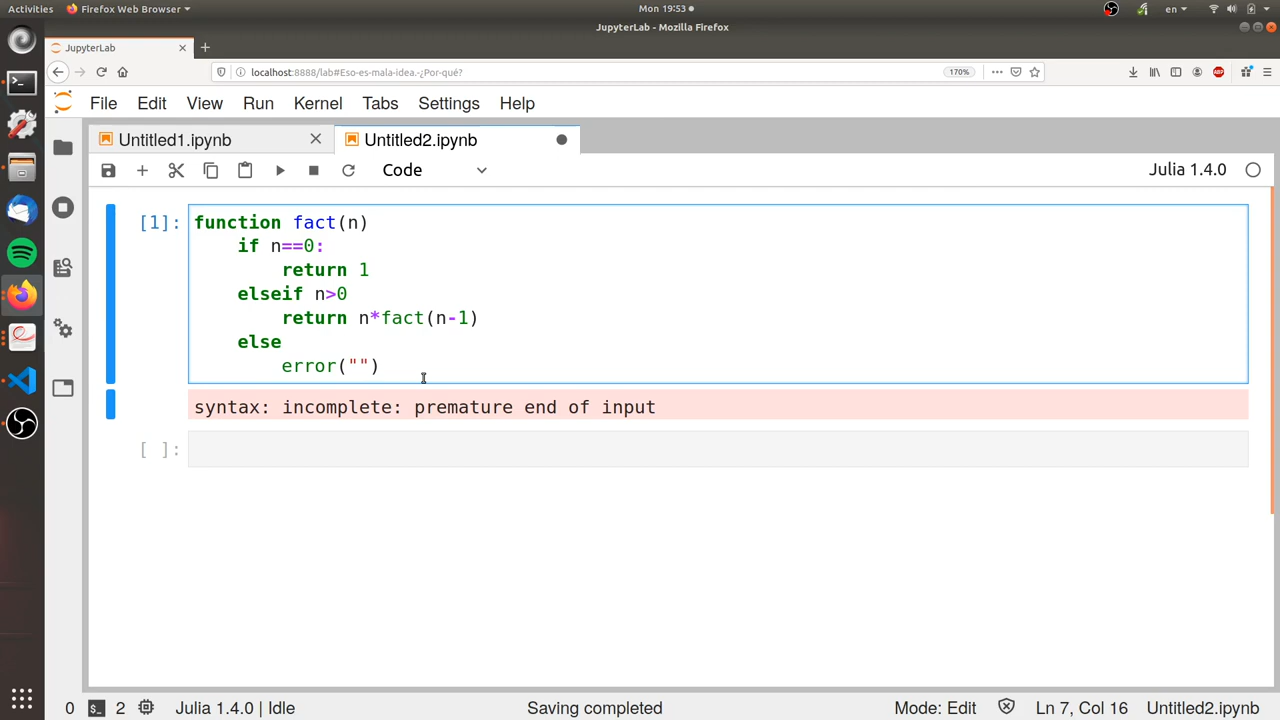 Activities Firefox Web Browser Mon 19:53 en
JupyterLab - Mozilla Firefox
JupyterLab
localhost:8888/lab#Eso-es-mala-idea.-¿Por-qué? 170%
ABP
File Edit View Run Kernel Tabs Settings Help
Untitled1.ipynb Untitled2.ipynb
Code Julia 1.4.0
[1]: function fact(n)
if n==0:
return 1
elseif n>0
return n*fact(n-1)
else
error("")
syntax: incomplete: premature end of input
[ ]:
0 2 Julia 1.4.0 | Idle Saving completed Mode: Edit Ln 7, Col 16 Untitled2.ipynb